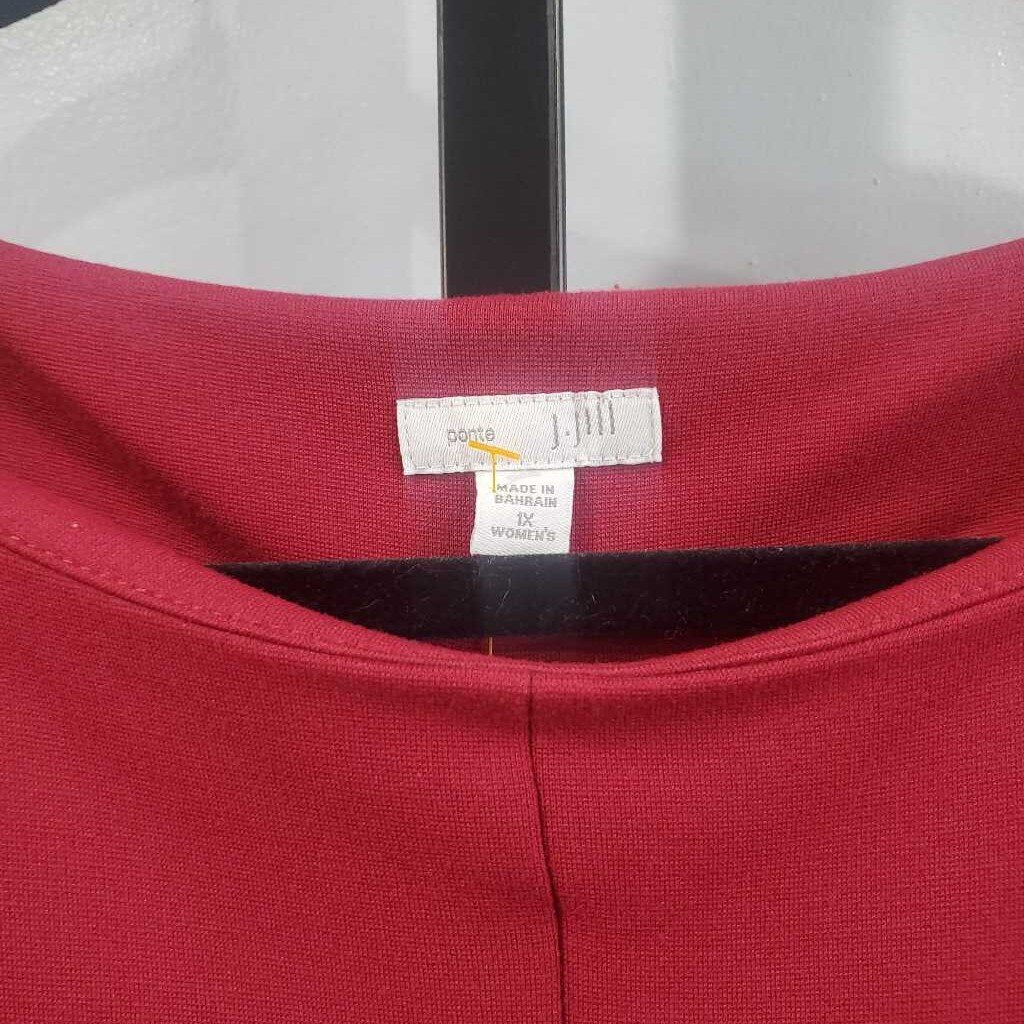 ponte j.jill
MADE IN
BAHRAIN
1X
WOMEN'S